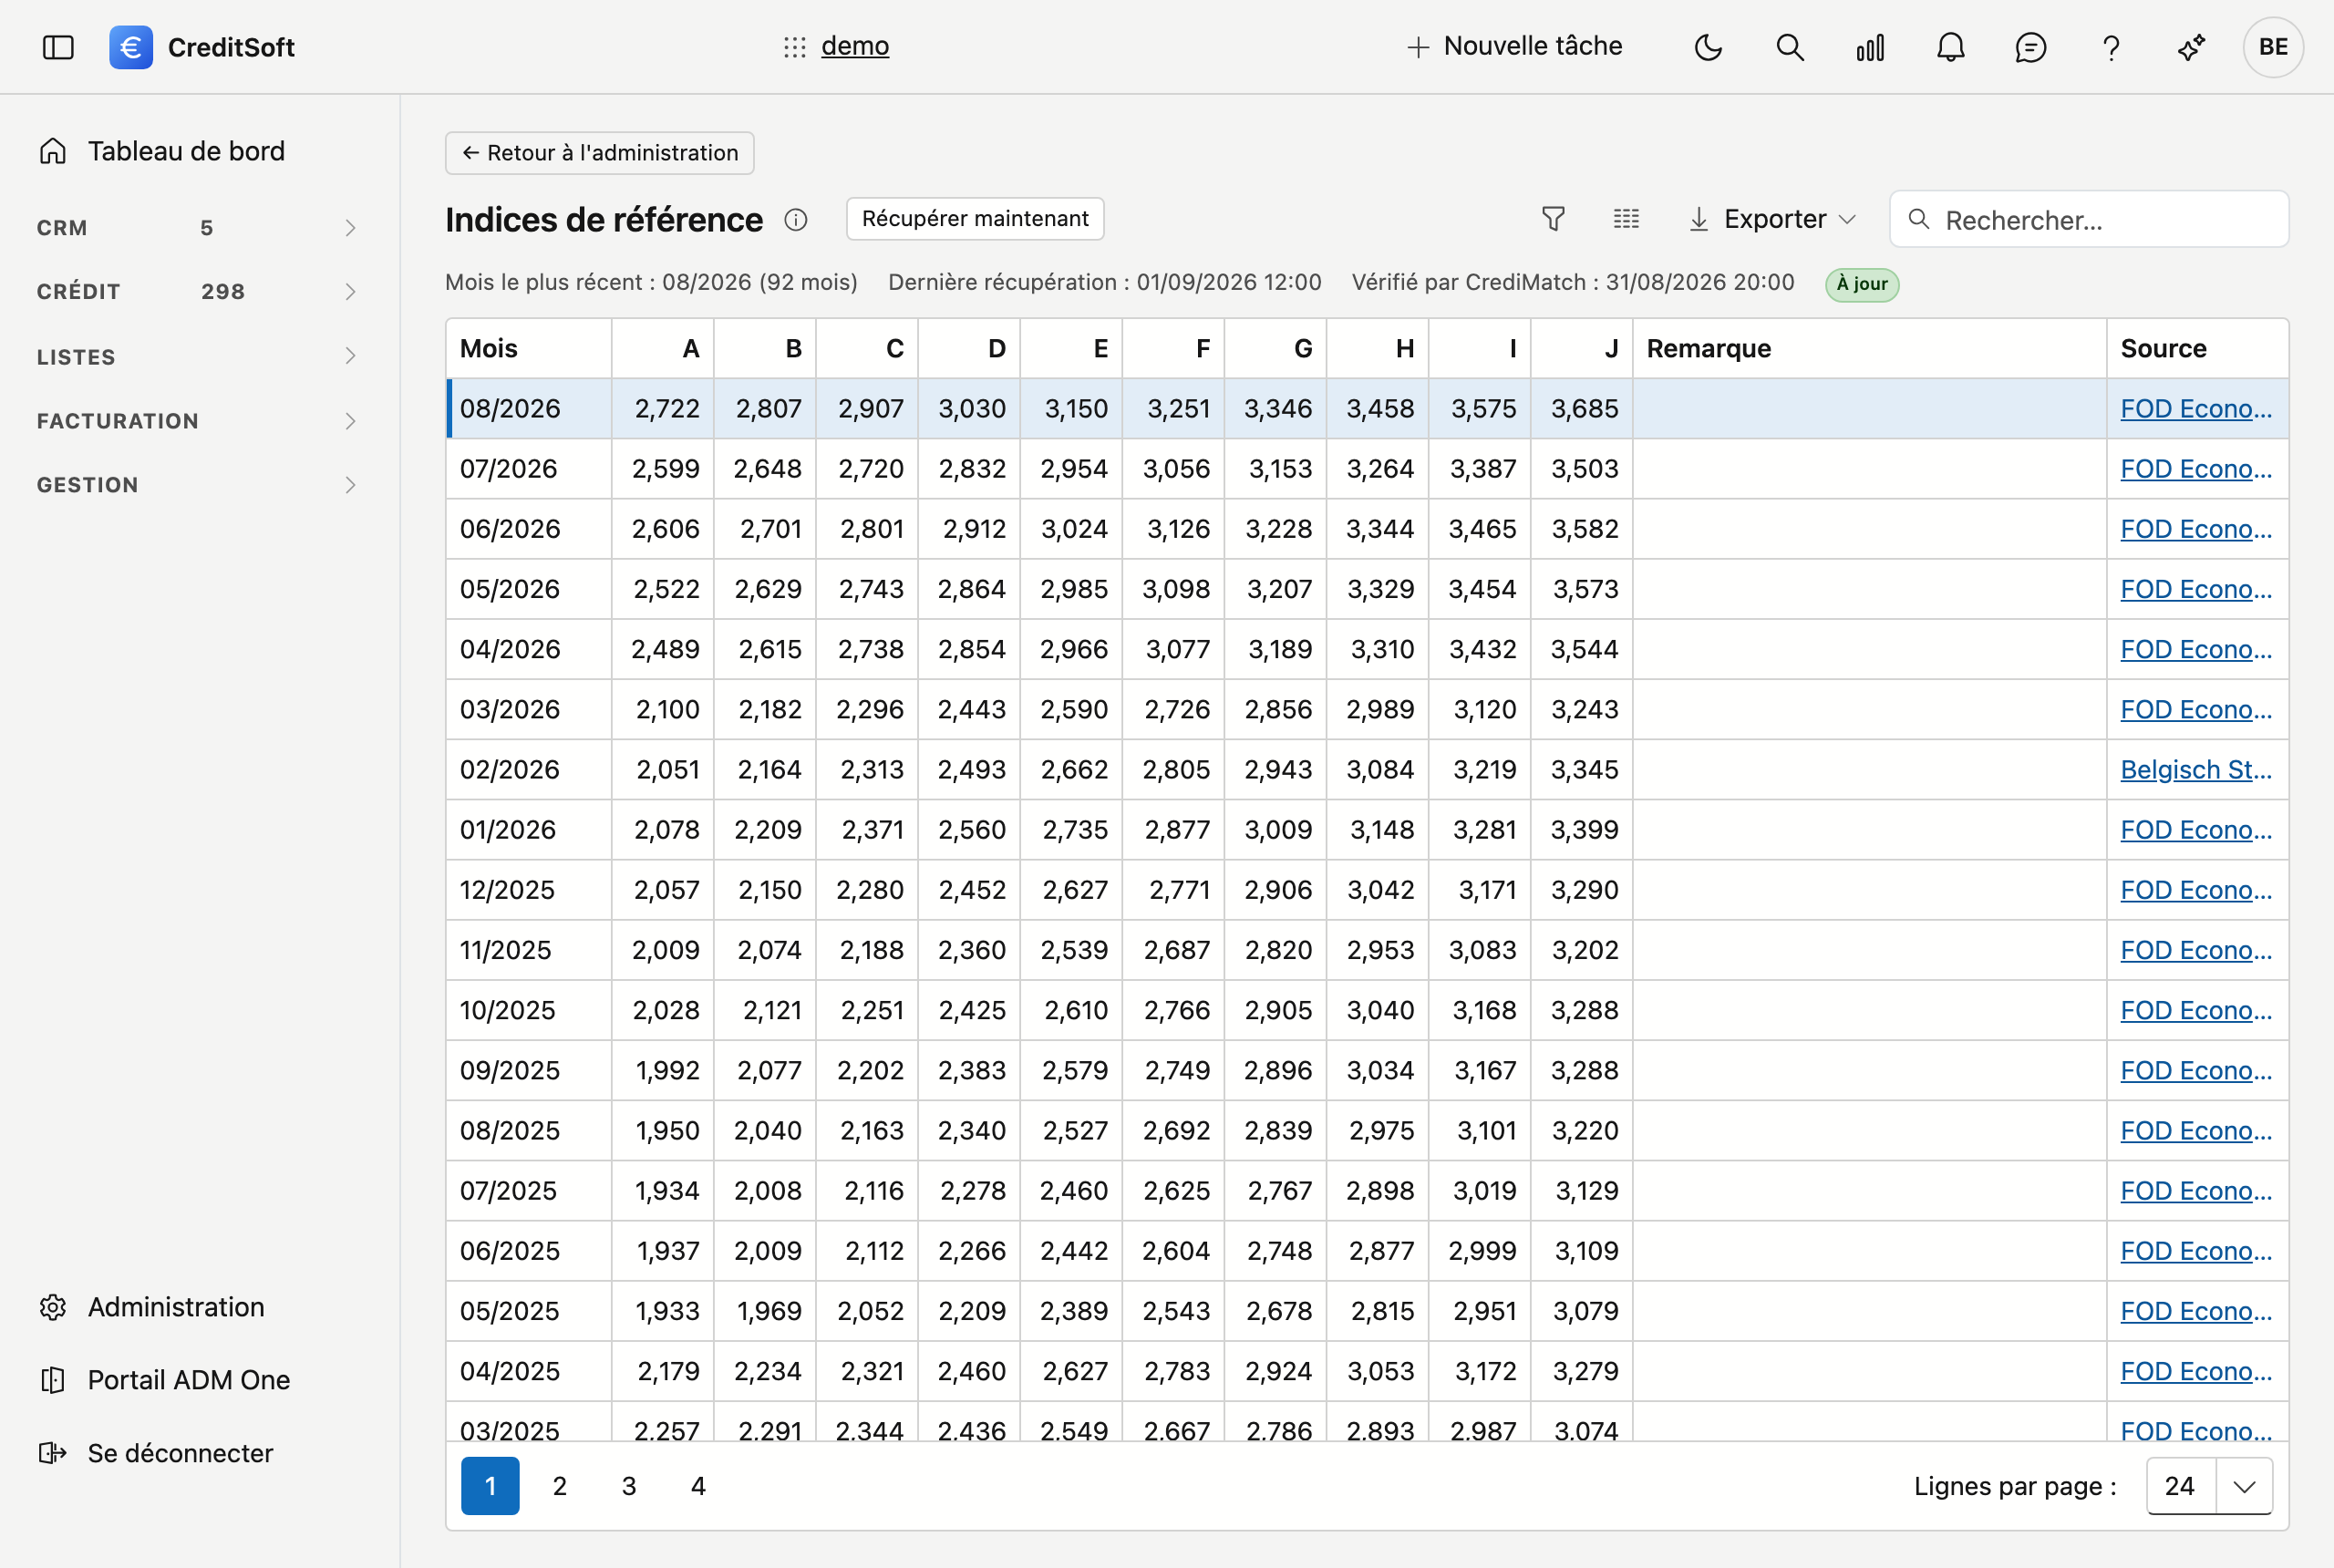 CreditSoft
demo
Nouvelle tâche
BE
Tableau de bord
CRM 5
CRÉDIT 298
LISTES
FACTURATION
GESTION
Administration
Portail ADM One
Se déconnecter
← Retour à l'administration
Indices de référence
Récupérer maintenant
Exporter
Rechercher...
Mois le plus récent : 08/2026 (92 mois) Dernière récupération : 01/09/2026 12:00 Vérifié par CrediMatch : 31/08/2026 20:00 À jour
Mois A B C D E F G H I J Remarque Source
08/2026 2,722 2,807 2,907 3,030 3,150 3,251 3,346 3,458 3,575 3,685 FOD Econo...
07/2026 2,599 2,648 2,720 2,832 2,954 3,056 3,153 3,264 3,387 3,503 FOD Econo...
06/2026 2,606 2,701 2,801 2,912 3,024 3,126 3,228 3,344 3,465 3,582 FOD Econo...
05/2026 2,522 2,629 2,743 2,864 2,985 3,098 3,207 3,329 3,454 3,573 FOD Econo...
04/2026 2,489 2,615 2,738 2,854 2,966 3,077 3,189 3,310 3,432 3,544 FOD Econo...
03/2026 2,100 2,182 2,296 2,443 2,590 2,726 2,856 2,989 3,120 3,243 FOD Econo...
02/2026 2,051 2,164 2,313 2,493 2,662 2,805 2,943 3,084 3,219 3,345 Belgisch St...
01/2026 2,078 2,209 2,371 2,560 2,735 2,877 3,009 3,148 3,281 3,399 FOD Econo...
12/2025 2,057 2,150 2,280 2,452 2,627 2,771 2,906 3,042 3,171 3,290 FOD Econo...
11/2025 2,009 2,074 2,188 2,360 2,539 2,687 2,820 2,953 3,083 3,202 FOD Econo...
10/2025 2,028 2,121 2,251 2,425 2,610 2,766 2,905 3,040 3,168 3,288 FOD Econo...
09/2025 1,992 2,077 2,202 2,383 2,579 2,749 2,896 3,034 3,167 3,288 FOD Econo...
08/2025 1,950 2,040 2,163 2,340 2,527 2,692 2,839 2,975 3,101 3,220 FOD Econo...
07/2025 1,934 2,008 2,116 2,278 2,460 2,625 2,767 2,898 3,019 3,129 FOD Econo...
06/2025 1,937 2,009 2,112 2,266 2,442 2,604 2,748 2,877 2,999 3,109 FOD Econo...
05/2025 1,933 1,969 2,052 2,209 2,389 2,543 2,678 2,815 2,951 3,079 FOD Econo...
04/2025 2,179 2,234 2,321 2,460 2,627 2,783 2,924 3,053 3,172 3,279 FOD Econo...
03/2025 2,257 2,291 2,344 2,436 2,549 2,667 2,786 2,893 2,987 3,074 FOD Econo...
1 2 3 4
Lignes par page : 24